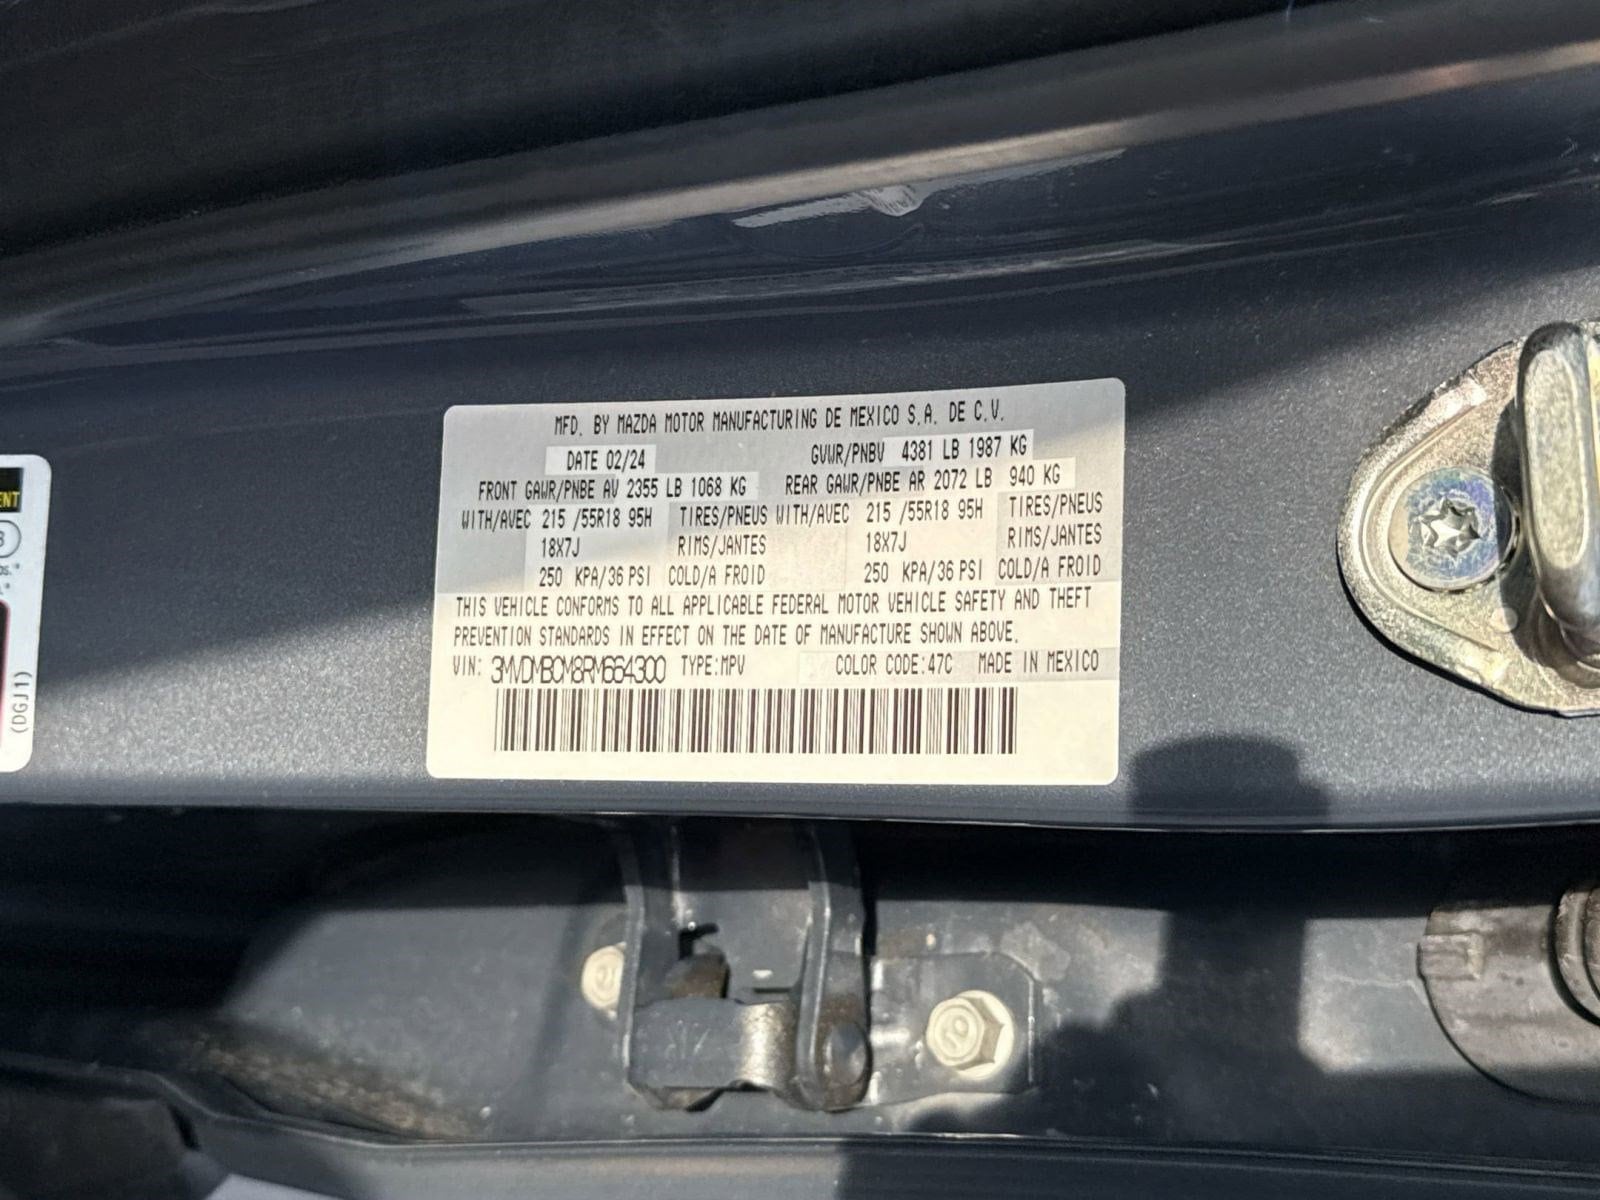 MFD. BY MAZDA MOTOR MANUFACTURING DE MEXICO S.A. DE C.V.
DATE 02/24 GVWR/PNBV 4381 LB 1987 KG
FRONT GAWR/PNBE AV 2355 LB 1068 KG REAR GAWR/PNBE AR 2072 LB 940 KG
WITH/AVEC 215 /55R18 95H TIRES/PNEUS WITH/AVEC 215 /55R18 95H TIRES/PNEUS
18X7J RIMS/JANTES 18X7J RIMS/JANTES
250 KPA/36 PSI COLD/A FROID 250 KPA/36 PSI COLD/A FROID
THIS VEHICLE CONFORMS TO ALL APPLICABLE FEDERAL MOTOR VEHICLE SAFETY AND THEFT
PREVENTION STANDARDS IN EFFECT ON THE DATE OF MANUFACTURE SHOWN ABOVE.
VIN: 3MVDMBCM8RM664300 TYPE:MPV COLOR CODE:47C MADE IN MEXICO
(DGJ1)